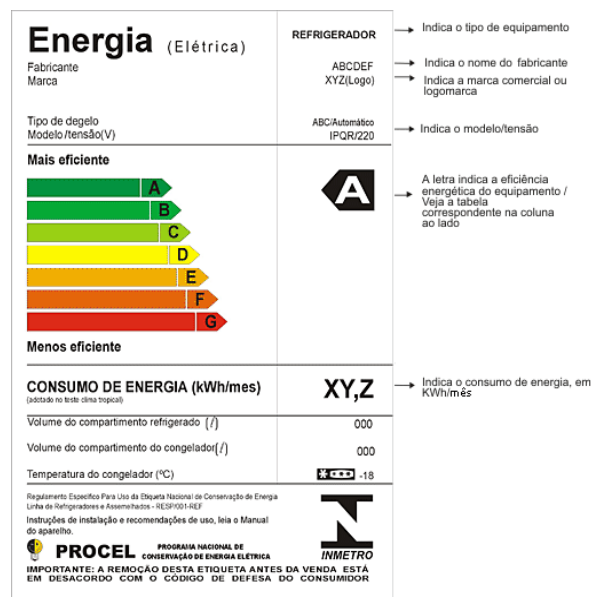 Energia (Elétrica)
REFRIGERADOR
Indica o tipo de equipamento
Fabricante
ABCDEF
Indica o nome do fabricante
Marca
XYZ(Logo)
Indica a marca comercial ou
logomarca
Tipo de degelo
ABC/Automático
Modelo/tensão(V)
IPQR/220
Indica o modelo/tensão
Mais eficiente
A
B
C
D
E
F
G
Menos eficiente
A
A letra indica a eficiência
energética do equipamento /
Veja a tabela
correspondente na coluna
ao lado
CONSUMO DE ENERGIA (kWh/mes)
(adotado no teste clima tropical)
XY,Z
Indica o consumo de energia, em
KWh/mês
Volume do compartimento refrigerado (ℓ)
000
Volume do compartimento do congelador(ℓ)
000
Temperatura do congelador (ºC)
-18
Regulamento Específico Para Uso da Etiqueta Nacional de Conservação de Energia
Linha de Refrigeradores e Assemelhados - RESP/001-REF
Instruções de instalação e recomendações de uso, leia o Manual
do aparelho.
PROCEL
PROGRAMA NACIONAL DE
CONSERVAÇÃO DE ENERGIA ELÉTRICA
INMETRO
IMPORTANTE: A REMOÇÃO DESTA ETIQUETA ANTES DA VENDA ESTÁ
EM DESACORDO COM O CÓDIGO DE DEFESA DO CONSUMIDOR